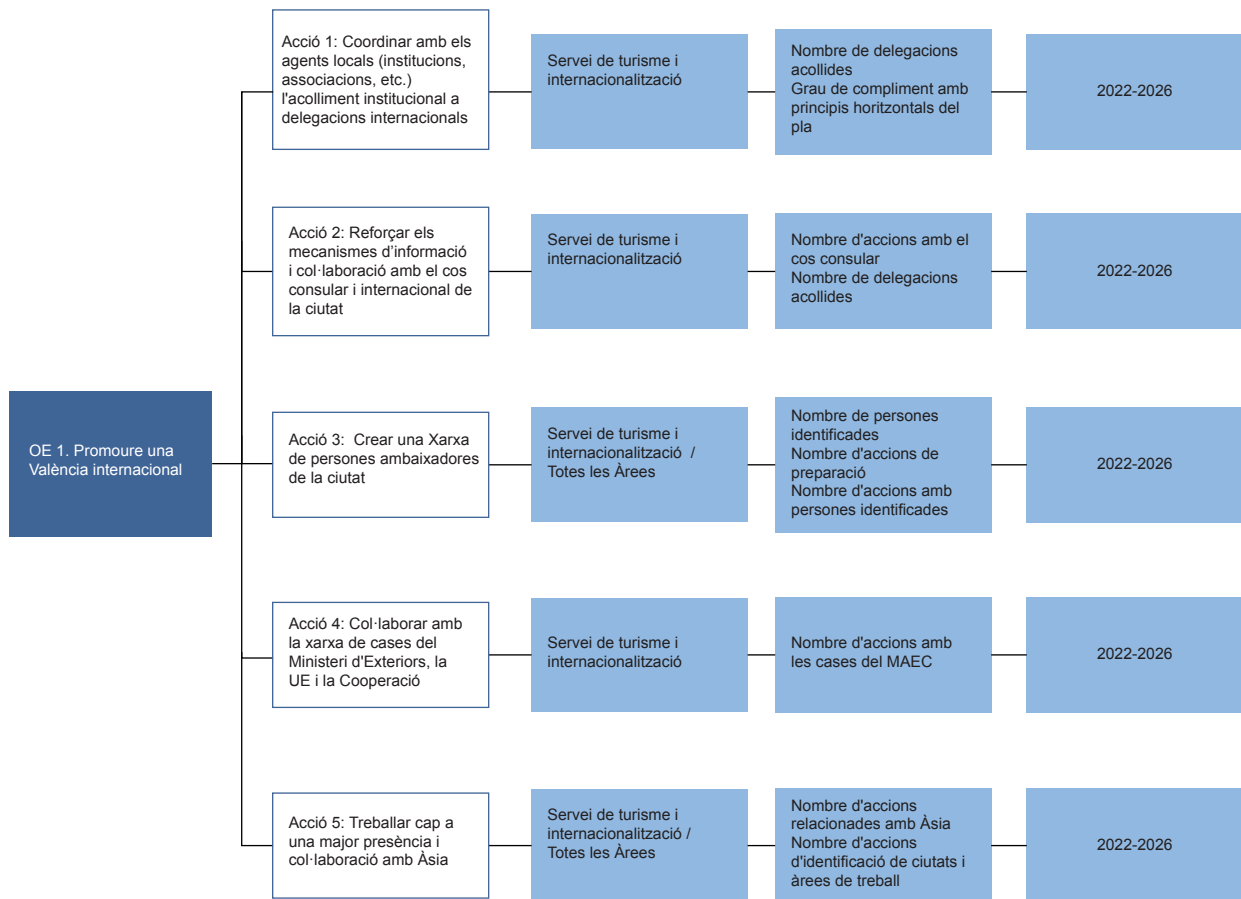 OE 1. Promoure una
València internacional
Acció 1: Coordinar amb els
agents locals (institucions,
associacions, etc.)
l'acolliment institucional a
delegacions internacionals
Servei de turisme i
internacionalització
Nombre de delegacions
acollides
Grau de compliment amb
principis horitzontals del
pla
2022-2026
Acció 2: Reforçar els
mecanismes d’informació
i col·laboració amb el cos
consular i internacional de
la ciutat
Servei de turisme i
internacionalització
Nombre d'accions amb el
cos consular
Nombre de delegacions
acollides
2022-2026
Acció 3:  Crear una Xarxa
de persones ambaixadores
de la ciutat
Servei de turisme i
internacionalització  /
Totes les Àrees
Nombre de persones
identificades
Nombre d'accions de
preparació
Nombre d'accions amb
persones identificades
2022-2026
Acció 4: Col·laborar amb
la xarxa de cases del
Ministeri d'Exteriors, la
UE i la Cooperació
Servei de turisme i
internacionalització
Nombre d'accions amb
les cases del MAEC
2022-2026
Acció 5: Treballar cap a
una major presència i
col·laboració amb Àsia
Servei de turisme i
internacionalització /
Totes les Àrees
Nombre d'accions
relacionades amb Àsia
Nombre d'accions
d'identificació de ciutats i
àrees de treball
2022-2026